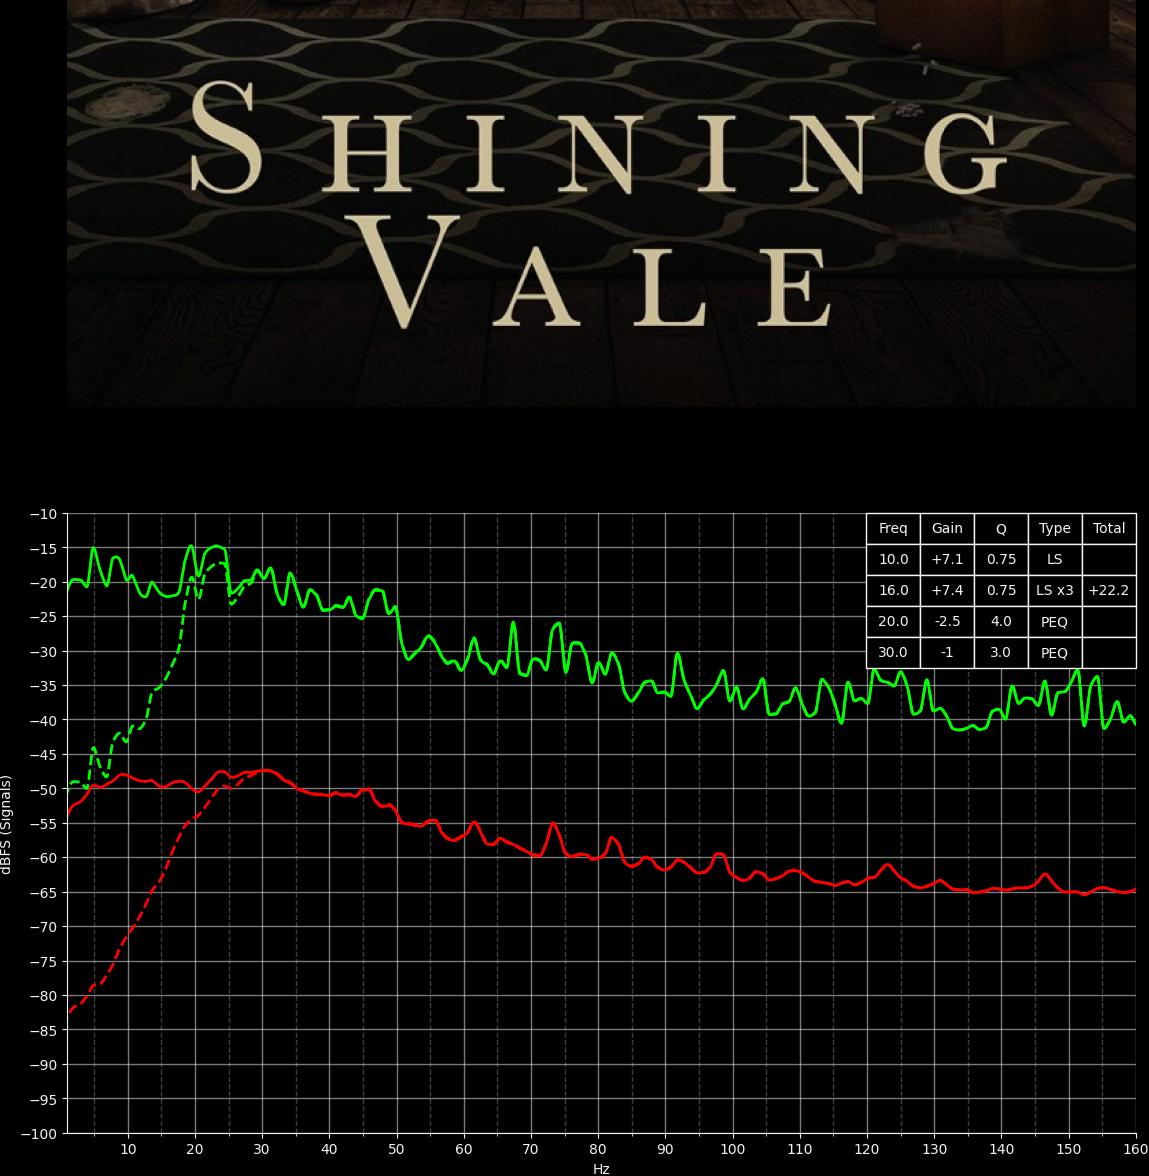 SHINING
VALE
Freq Gain Q Type Total
10.0 +7.1 0.75 LS
16.0 +7.4 0.75 LS x3 +22.2
20.0 -2.5 4.0 PEQ
30.0 -1 3.0 PEQ
−10
−15
−20
−25
−30
−35
−40
−45
−50
−55
−60
−65
−70
−75
−80
−85
−90
−95
−100
dBFS (Signals)
10 20 30 40 50 60 70 80 90 100 110 120 130 140 150 160
Hz